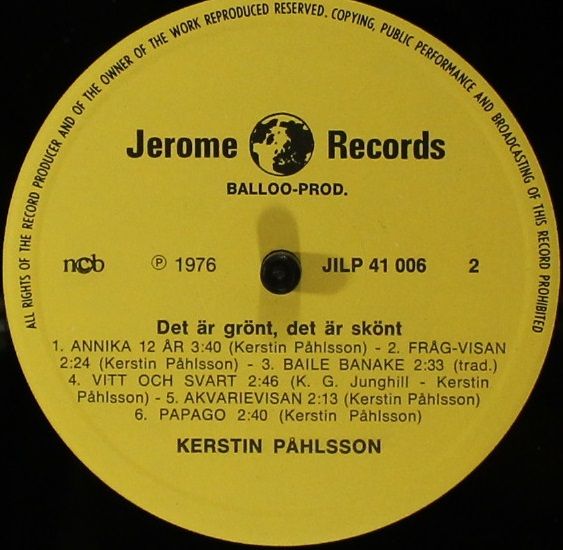 ALL RIGHTS OF THE RECORD PRODUCER AND OF THE OWNER OF THE WORK REPRODUCED RESERVED. COPYING, PUBLIC PERFORMANCE AND BROADCASTING OF THIS RECORD PROHIBITED
Jerome Records
BALLOO-PROD.
ncb ℗ 1976 JILP 41 006 2
Det är grönt, det är skönt
1. ANNIKA 12 ÅR 3:40 (Kerstin Påhlsson) - 2. FRÅG-VISAN
2:24 (Kerstin Påhlsson) - 3. BAILE BANAKE 2:33 (trad.)
4. VITT OCH SVART 2:46 (K. G. Junghill - Kerstin
Påhlsson) - 5. AKVARIEVISAN 2:13 (Kerstin Påhlsson)
6. PAPAGO 2:40 (Kerstin Påhlsson)
KERSTIN PÅHLSSON